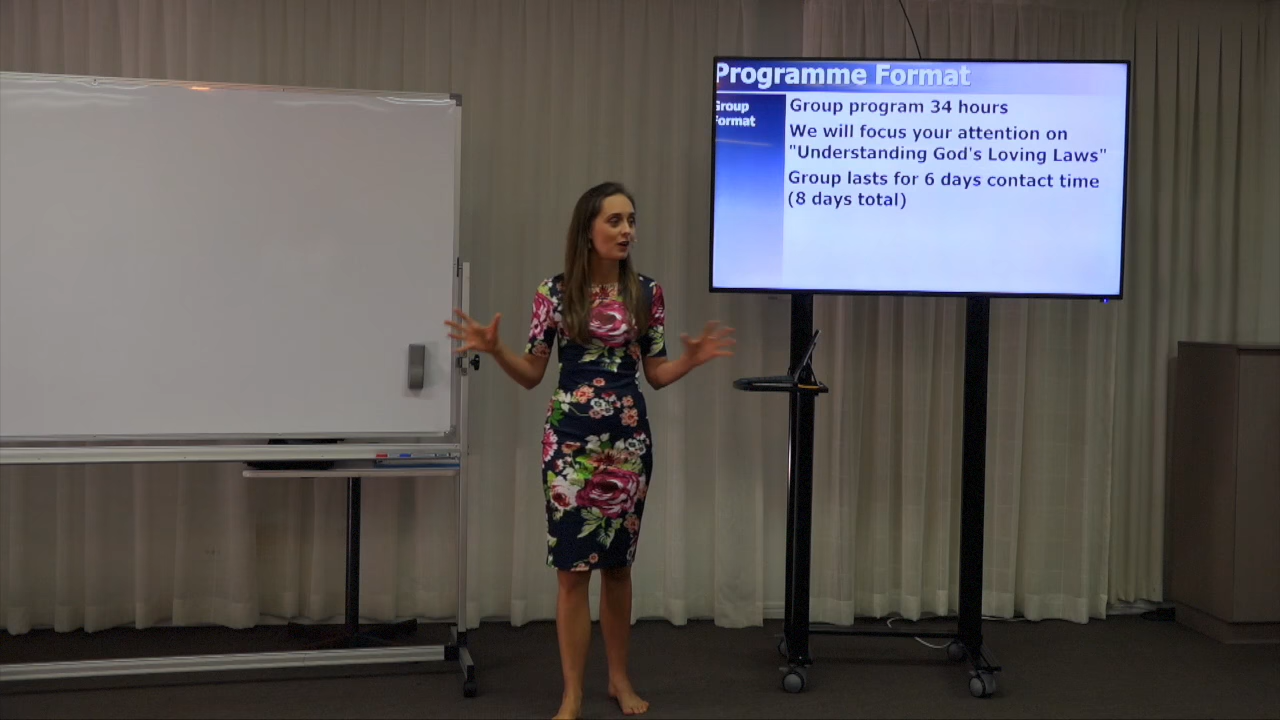 Programme Format
Group
Format
Group program 34 hours
We will focus your attention on
"Understanding God's Loving Laws"
Group lasts for 6 days contact time
(8 days total)